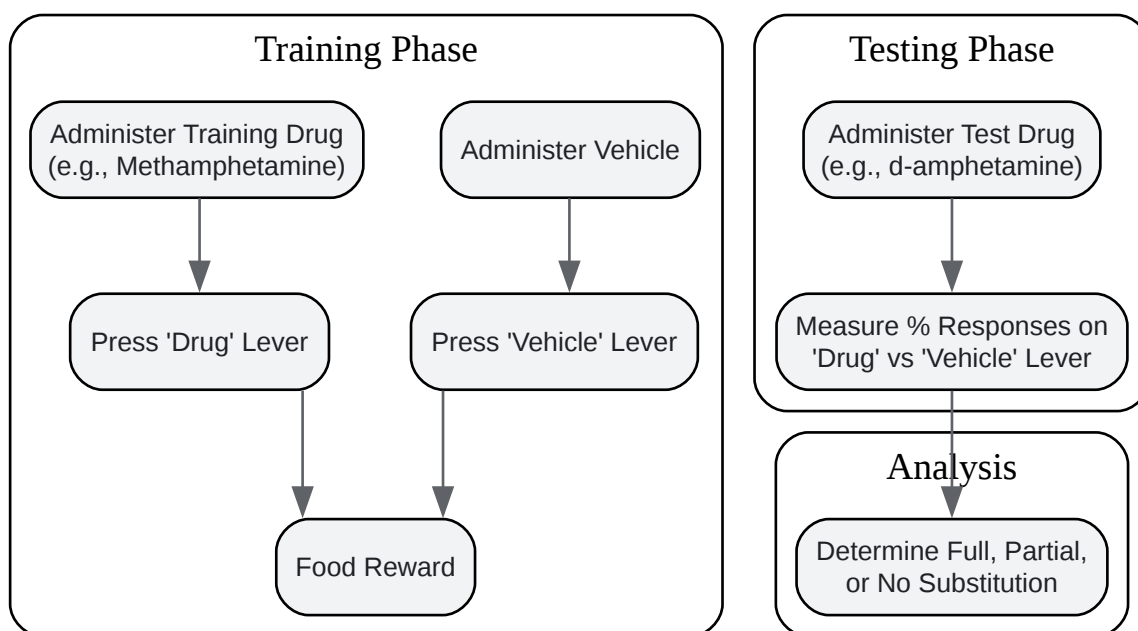 Training Phase
Administer Training Drug
(e.g., Methamphetamine)
Administer Vehicle
Press 'Drug' Lever
Press 'Vehicle' Lever
Food Reward
Testing Phase
Administer Test Drug
(e.g., d-amphetamine)
Measure % Responses on
'Drug' vs 'Vehicle' Lever
Analysis
Determine Full, Partial,
or No Substitution